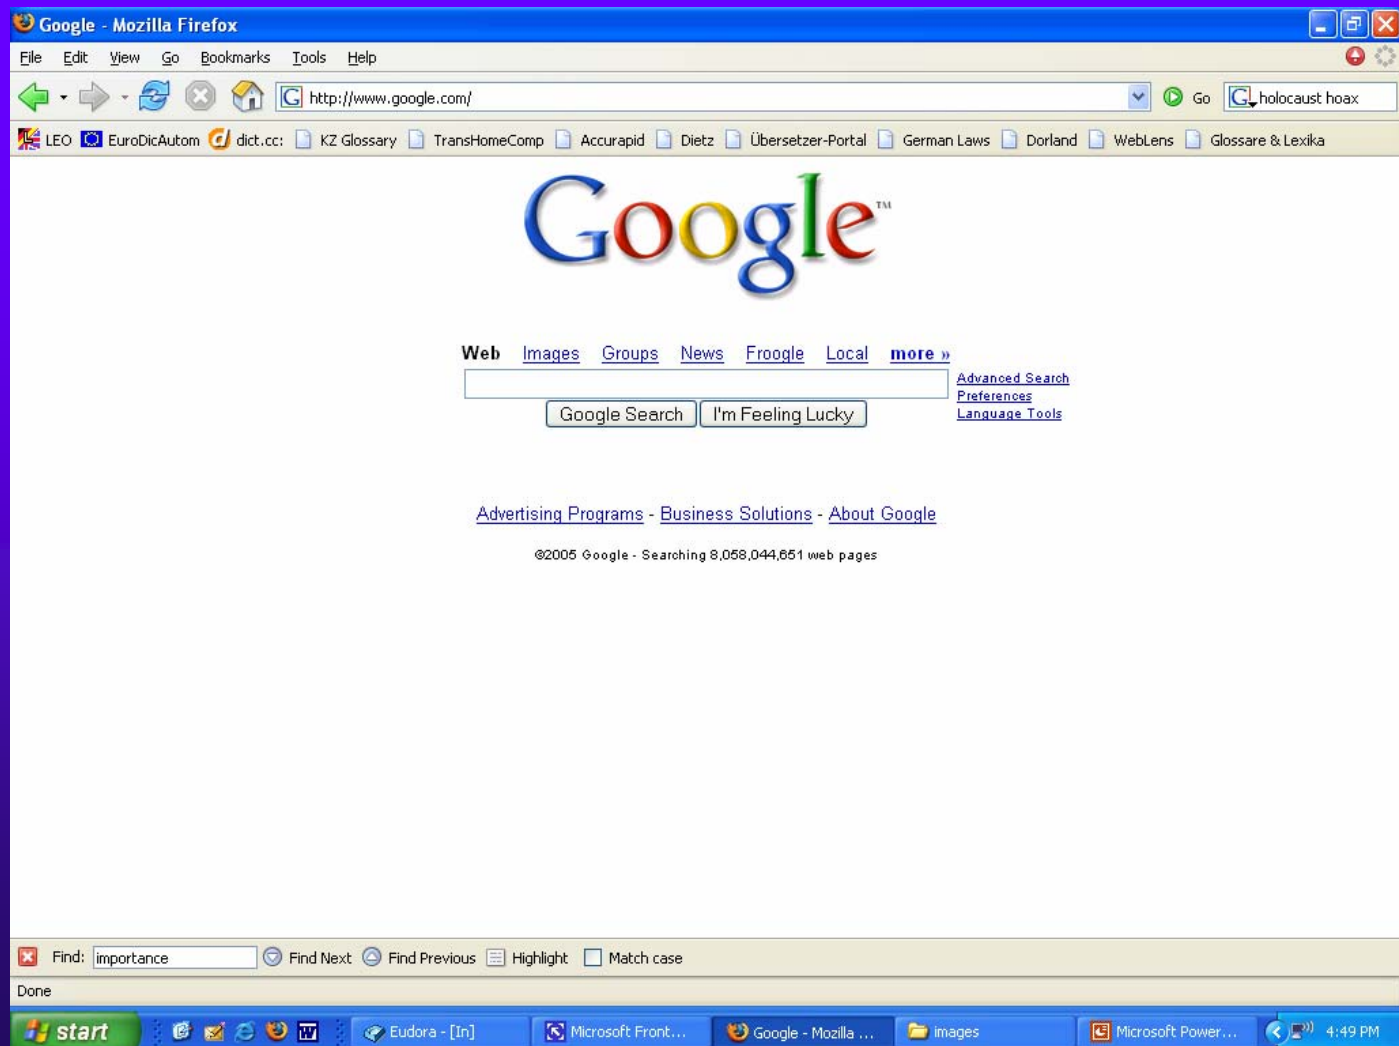 Google - Mozilla Firefox
File Edit View Go Bookmarks Tools Help
http://www.google.com/ Go holocaust hoax
LEO EuroDicAutom dict.cc: KZ Glossary TransHomeComp Accurapid Dietz Übersetzer-Portal German Laws Dorland WebLens Glossare & Lexika
Google™
Web Images Groups News Froogle Local more »
Advanced Search
Preferences
Language Tools
Google Search I'm Feeling Lucky
Advertising Programs - Business Solutions - About Google
©2005 Google - Searching 8,058,044,651 web pages
Find: importance Find Next Find Previous Highlight Match case
Done
start Eudora - [In] Microsoft Front... Google - Mozilla ... images Microsoft Power... 4:49 PM